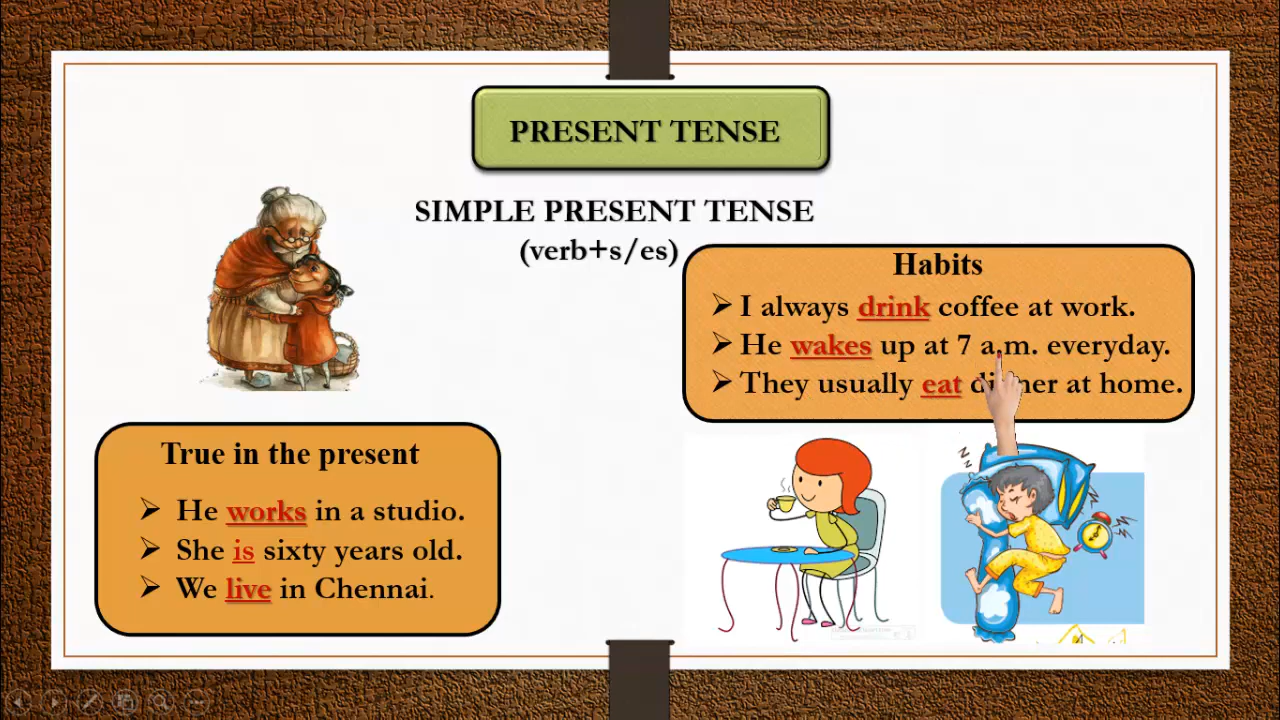 PRESENT TENSE
SIMPLE PRESENT TENSE
(verb+s/es)
Habits
➤ I always drink coffee at work.
➤ He wakes up at 7 a.m. everyday.
➤ They usually eat dinner at home.
True in the present
➤ He works in a studio.
➤ She is sixty years old.
➤ We live in Chennai.